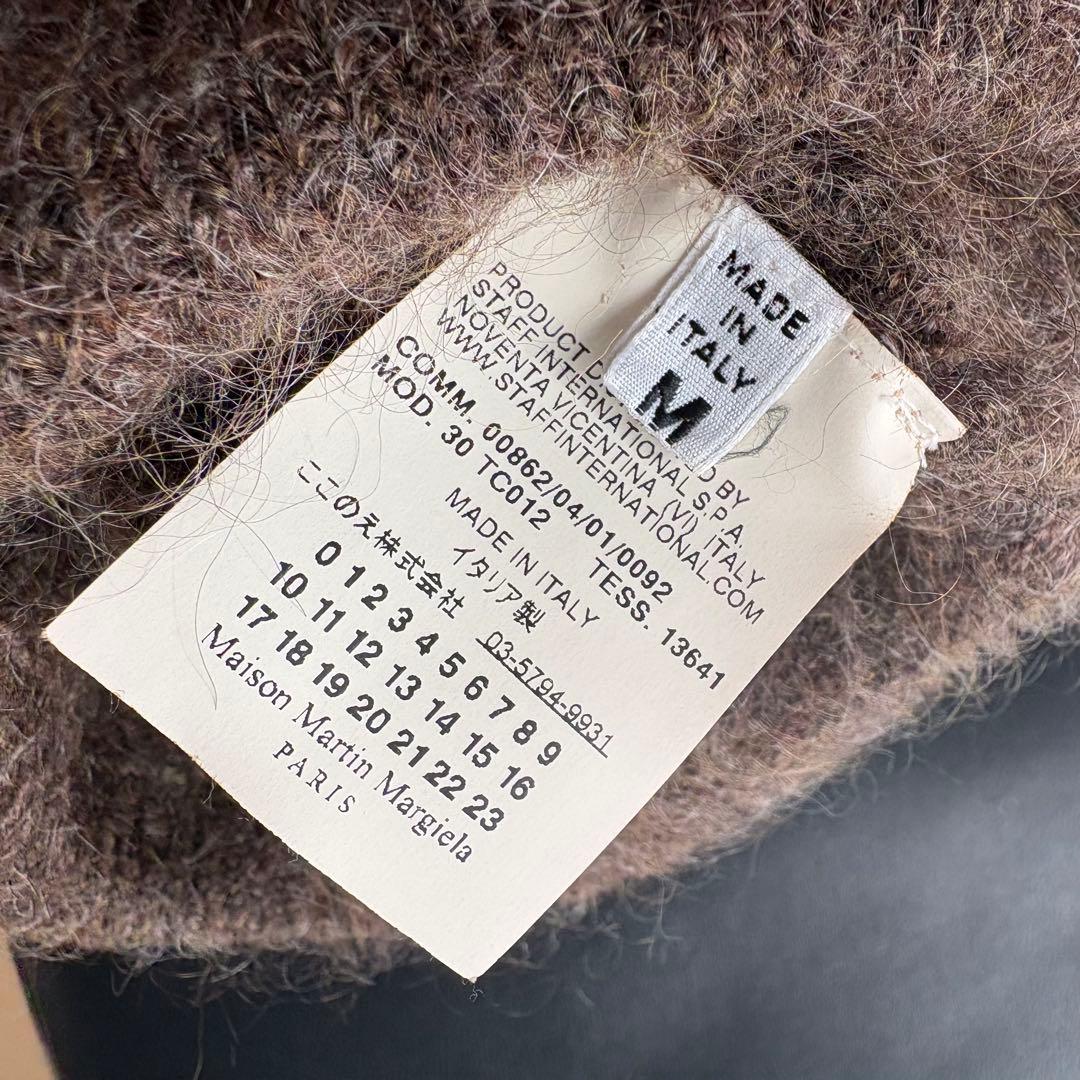 MADE
IN
ITALY
M
PRODUCT D BY
STAFF INTERNATIONAL S.P.A.
NOVENTA VICENTINA (VI) ITALY
WWW.STAFFINTERNATIONAL.COM
COMM. 00862/04/01/0092
MOD. 30 TC012 TESS. 13641
MADE IN ITALY
イタリア製
ここのえ株式会社 03-5794-9931
0 1 2 3 4 5 6 7 8 9
10 11 12 13 14 15 16
17 18 19 20 21 22 23
Maison Martin Margiela
PARIS